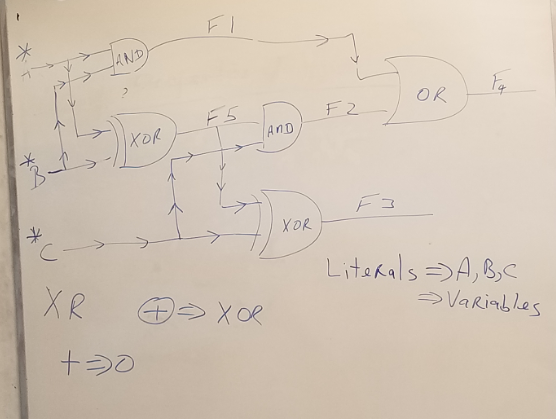 F1
* A
AND
F4
OR
* B
XOR
F5
AND
F2
* C
XOR
F3
Literals ⇒ A, B, C
⇒ Variables
XR
⊕ ⇒ XOR
+ ⇒ O